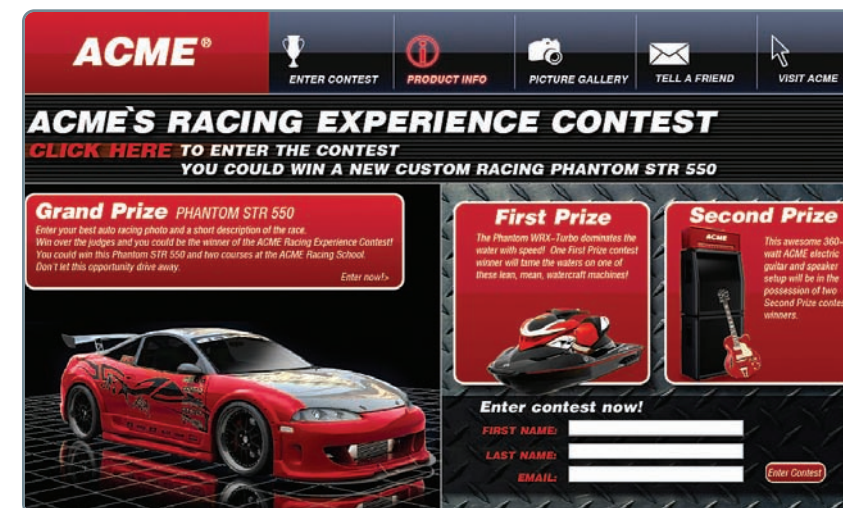 ACME®
ENTER CONTEST
PRODUCT INFO
PICTURE GALLERY
TELL A FRIEND
VISIT ACME
ACME`S RACING EXPERIENCE CONTEST
CLICK HERE TO ENTER THE CONTEST
YOU COULD WIN A NEW CUSTOM RACING PHANTOM STR 550
Grand Prize PHANTOM STR 550
Enter your best auto racing photo and a short description of the race.
Win over the judges and you could be the winner of the ACME Racing Experience Contest!
You could win this Phantom STR 550 and two courses at the ACME Racing School.
Don't let this opportunity drive away.
Enter now!>
First Prize
The Phantom WRX-Turbo dominates the
water with speed! One First Prize contest
winner will tame the waters on one of
these lean, mean, watercraft machines!
Second Prize
ACME
This awesome 360-
watt ACME electric
guitar and speaker
setup will be in the
possession of two
Second Prize contes
winners.
Enter contest now!
FIRST NAME:
LAST NAME:
EMAIL:
Enter Contest